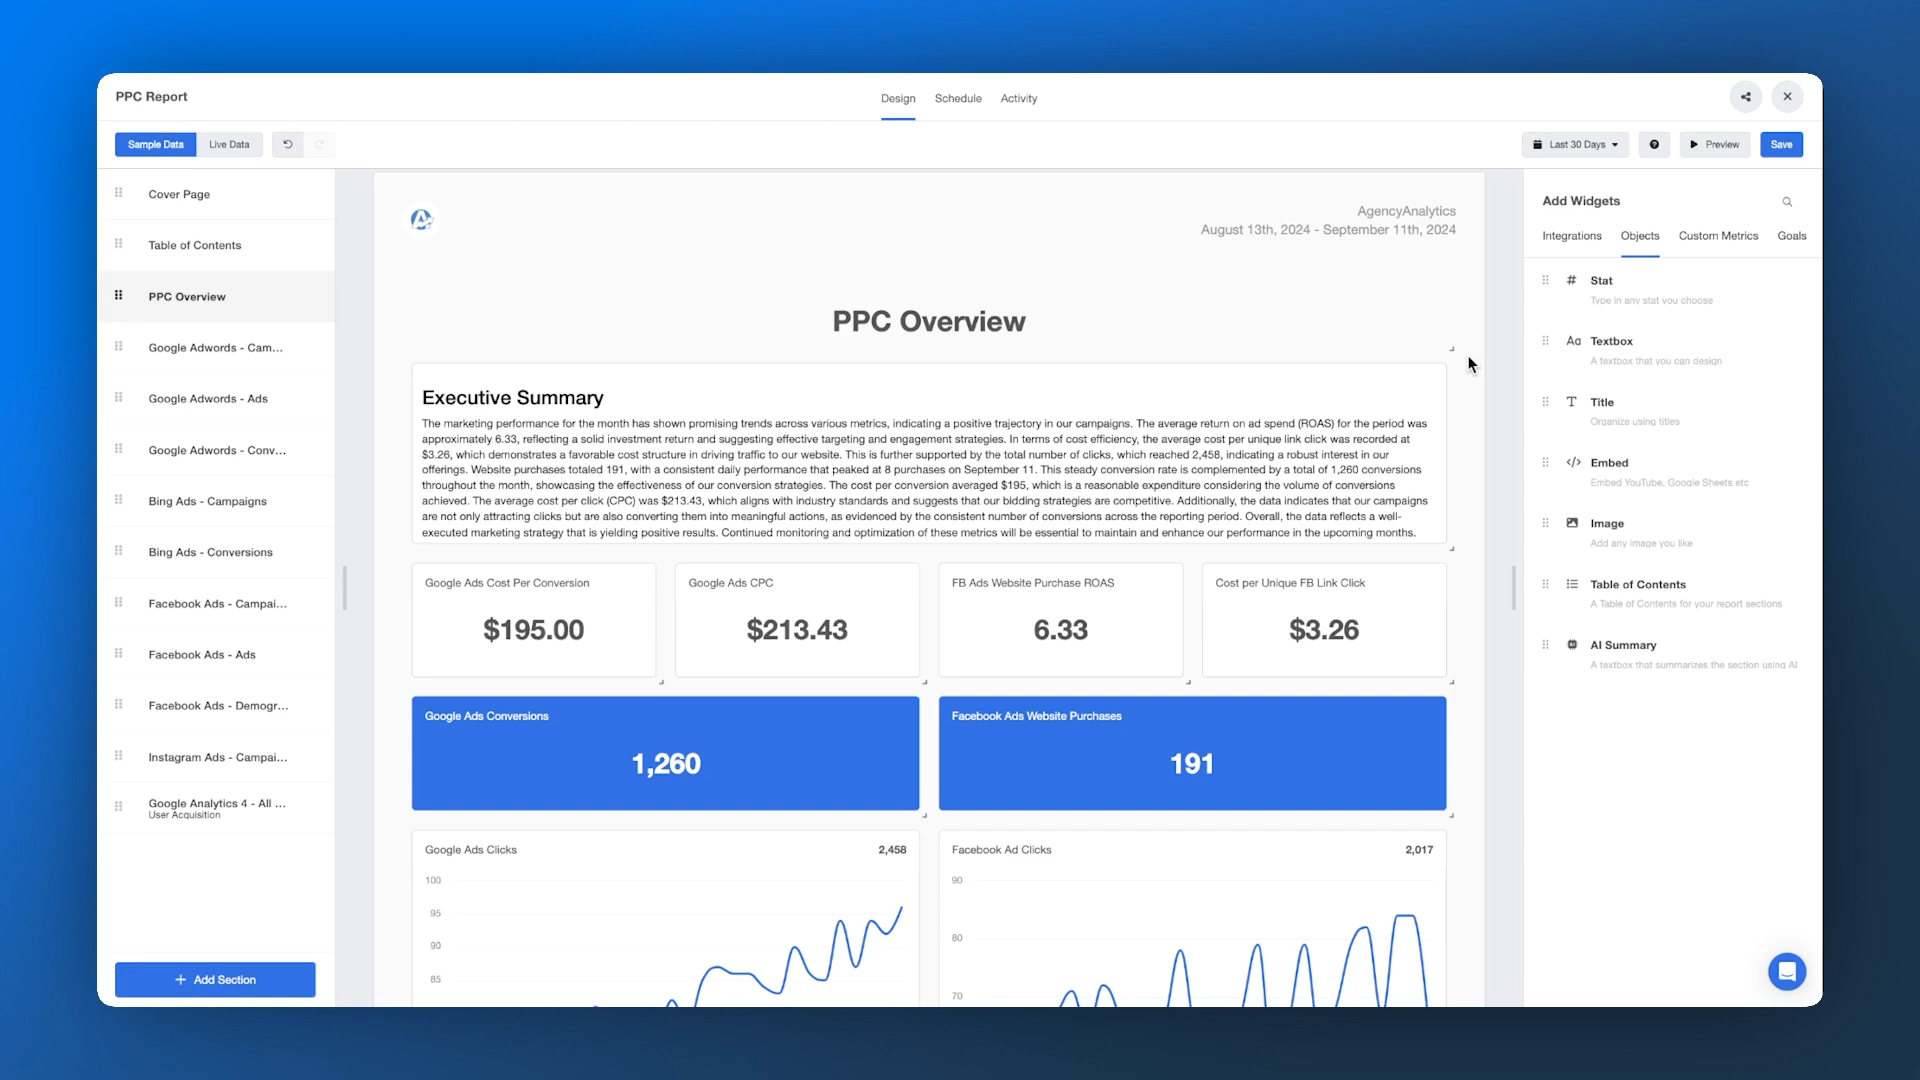 PPC Report
Design
Schedule
Activity
Sample Data
Live Data
Last 30 Days
Preview
Save
Cover Page
Table of Contents
PPC Overview
Google Adwords - Cam...
Google Adwords - Ads
Google Adwords - Conv...
Bing Ads - Campaigns
Bing Ads - Conversions
Facebook Ads - Campai...
Facebook Ads - Ads
Facebook Ads - Demogr...
Instagram Ads - Campai...
Google Analytics 4 - All ...
User Acquisition
+ Add Section
AgencyAnalytics
August 13th, 2024 - September 11th, 2024
PPC Overview
Executive Summary
The marketing performance for the month has shown promising trends across various metrics, indicating a positive trajectory in our campaigns. The average return on ad spend (ROAS) for the period was
approximately 6.33, reflecting a solid investment return and suggesting effective targeting and engagement strategies. In terms of cost efficiency, the average cost per unique link click was recorded at
$3.26, which demonstrates a favorable cost structure in driving traffic to our website. This is further supported by the total number of clicks, which reached 2,458, indicating a robust interest in our
offerings. Website purchases totaled 191, with a consistent daily performance that peaked at 8 purchases on September 11. This steady conversion rate is complemented by a total of 1,260 conversions
throughout the month, showcasing the effectiveness of our conversion strategies. The cost per conversion averaged $195, which is a reasonable expenditure considering the volume of conversions
achieved. The average cost per click (CPC) was $213.43, which aligns with industry standards and suggests that our bidding strategies are competitive. Additionally, the data indicates that our campaigns
are not only attracting clicks but are also converting them into meaningful actions, as evidenced by the consistent number of conversions across the reporting period. Overall, the data reflects a well-
executed marketing strategy that is yielding positive results. Continued monitoring and optimization of these metrics will be essential to maintain and enhance our performance in the upcoming months.
Google Ads Cost Per Conversion
$195.00
Google Ads CPC
$213.43
FB Ads Website Purchase ROAS
6.33
Cost per Unique FB Link Click
$3.26
Google Ads Conversions
1,260
Facebook Ads Website Purchases
191
Google Ads Clicks
2,458
100
95
90
85
Facebook Ad Clicks
2,017
90
80
70
Add Widgets
Integrations
Objects
Custom Metrics
Goals
# Stat
Type in any stat you choose
Aa Textbox
A textbox that you can design
T Title
Organize using titles
</> Embed
Embed YouTube, Google Sheets etc
Image
Add any image you like
Table of Contents
A Table of Contents for your report sections
AI Summary
A textbox that summarizes the section using AI